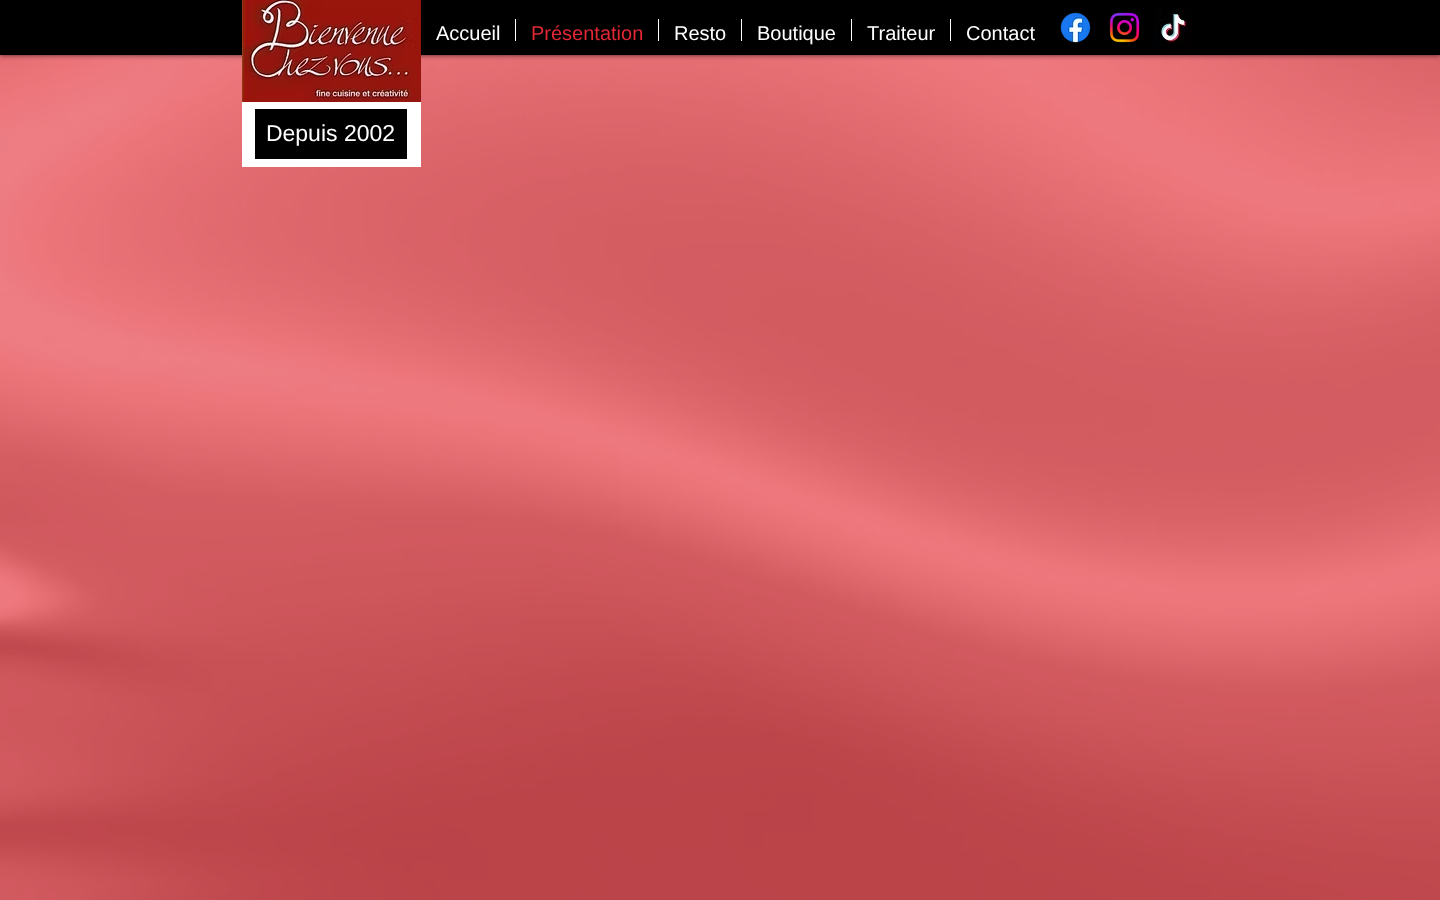 Bienvenue
Chez vous...
fine cuisine et créativité
Depuis 2002
Accueil
Présentation
Resto
Boutique
Traiteur
Contact